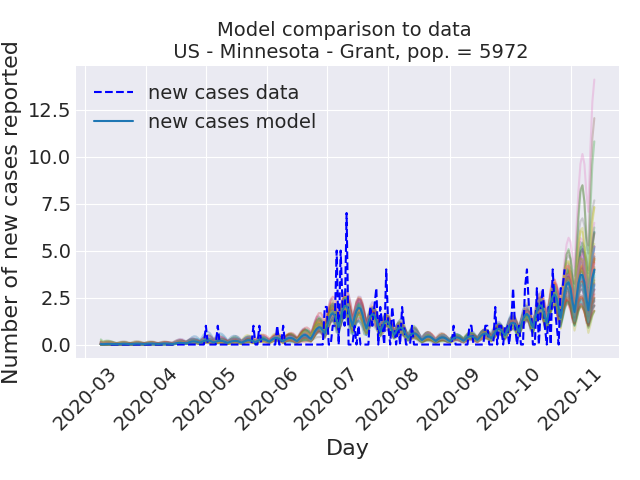 Model comparison to data
US - Minnesota - Grant, pop. = 5972
new cases data
new cases model
Number of new cases reported
12.5
10.0
7.5
5.0
2.5
0.0
2020-03
2020-04
2020-05
2020-06
2020-07
2020-08
2020-09
2020-10
2020-11
Day